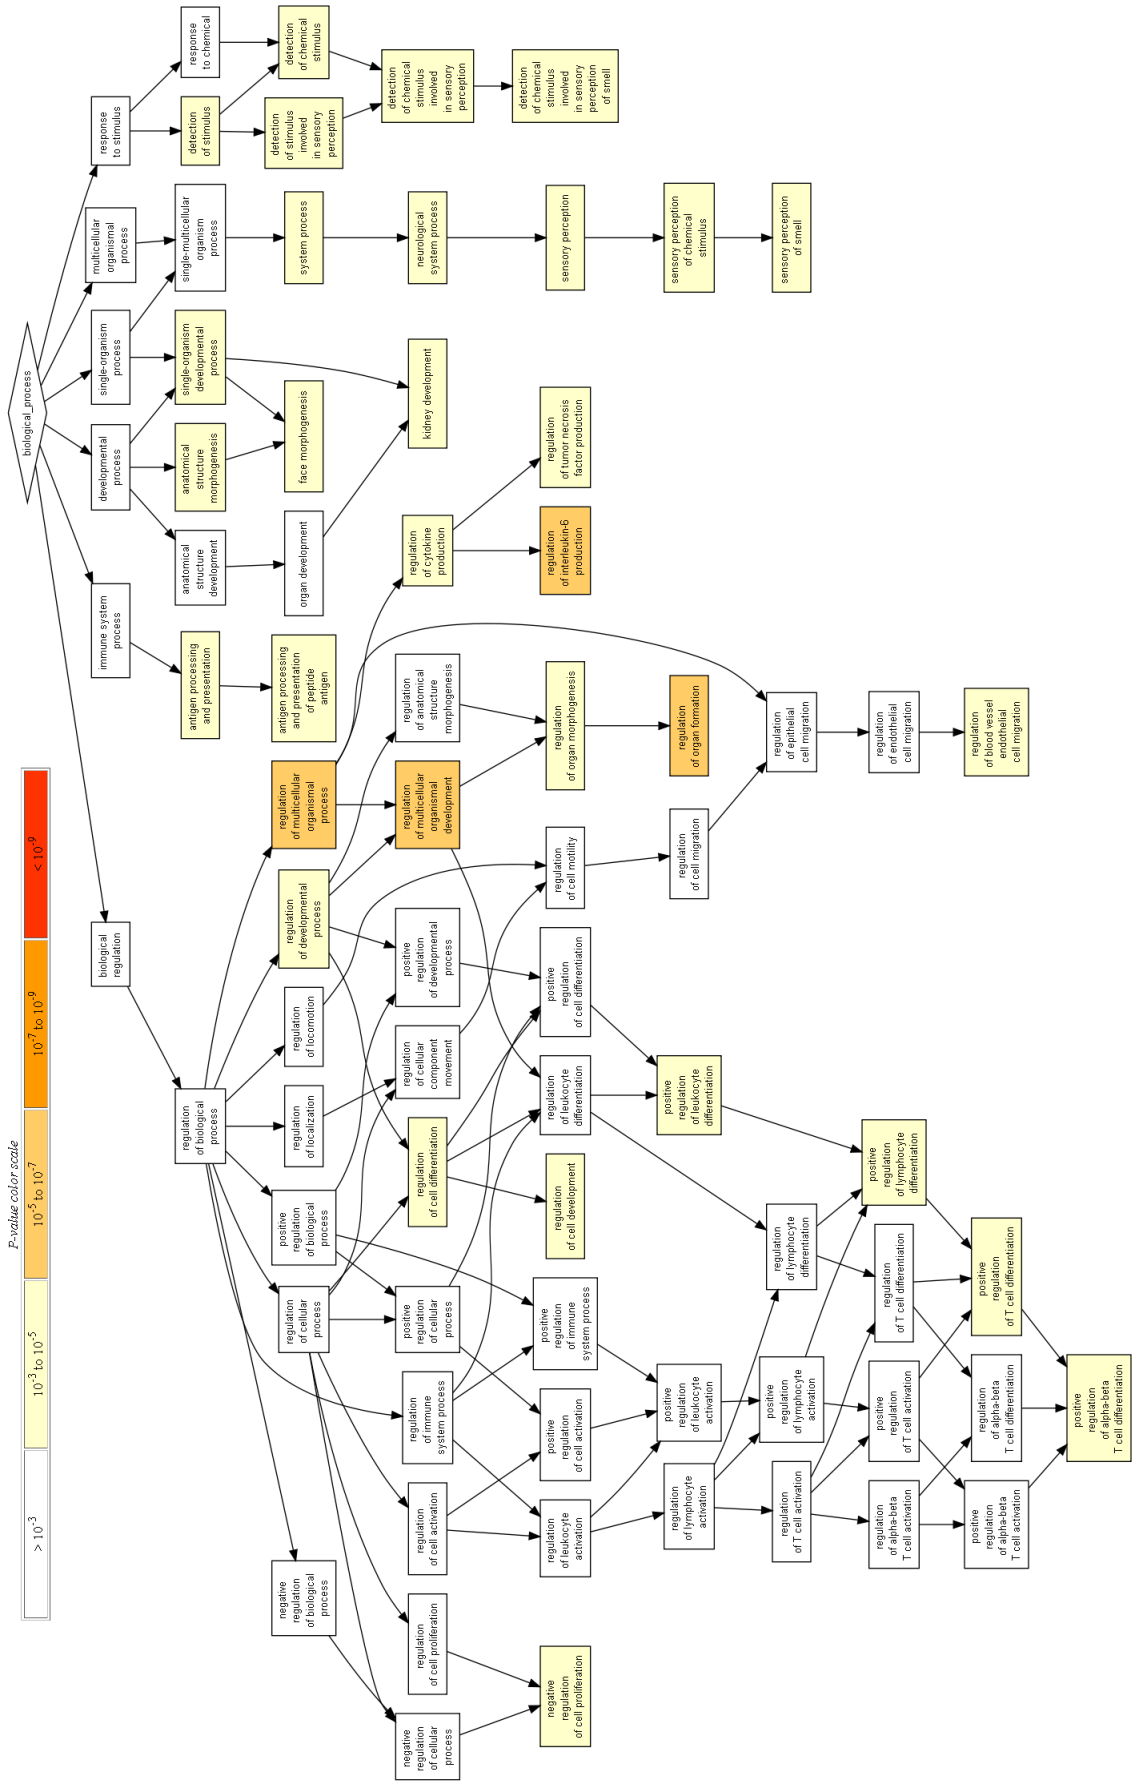 P-value color scale
> 10-3
10-3 to 10-5
10-5 to 10-7
10-7 to 10-9
< 10-9
biological_process
biological
regulation
immune system
process
developmental
process
single-organism
process
multicellular
organismal
process
response
to stimulus
regulation
of biological
process
antigen processing
and presentation
anatomical
structure
development
anatomical
structure
morphogenesis
single-organism
developmental
process
single-multicellular
organism
process
detection
of stimulus
response
to chemical
negative
regulation
of biological
process
regulation
of cellular
process
positive
regulation
of biological
process
regulation
of localization
regulation
of locomotion
regulation
of developmental
process
regulation
of multicellular
organismal
process
antigen processing
and presentation
of peptide
antigen
organ development
face morphogenesis
system process
detection
of stimulus
involved
in sensory
perception
detection
of chemical
stimulus
negative
regulation
of cellular
process
regulation
of cell proliferation
regulation
of cell activation
regulation
of immune
system process
positive
regulation
of cellular
process
regulation
of cell differentiation
regulation
of cellular
component
movement
positive
regulation
of developmental
process
regulation
of multicellular
organismal
development
regulation
of anatomical
structure
morphogenesis
regulation
of cytokine
production
kidney development
neurological
system process
detection
of chemical
stimulus
involved
in sensory
perception
negative
regulation
of cell proliferation
regulation
of leukocyte
activation
positive
regulation
of cell activation
positive
regulation
of immune
system process
regulation
of cell development
regulation
of leukocyte
differentiation
positive
regulation
of cell differentiation
regulation
of cell motility
regulation
of organ morphogenesis
regulation
of interleukin-6
production
regulation
of tumor necrosis
factor production
sensory perception
detection
of chemical
stimulus
involved
in sensory
perception
of smell
regulation
of lymphocyte
activation
positive
regulation
of leukocyte
activation
positive
regulation
of leukocyte
differentiation
regulation
of cell migration
regulation
of organ formation
sensory perception
of chemical
stimulus
regulation
of T cell activation
positive
regulation
of lymphocyte
activation
regulation
of lymphocyte
differentiation
regulation
of epithelial
cell migration
sensory perception
of smell
regulation
of alpha-beta
T cell activation
positive
regulation
of T cell activation
regulation
of T cell differentiation
positive
regulation
of lymphocyte
differentiation
regulation
of endothelial
cell migration
positive
regulation
of alpha-beta
T cell activation
regulation
of alpha-beta
T cell differentiation
positive
regulation
of T cell differentiation
regulation
of blood vessel
endothelial
cell migration
positive
regulation
of alpha-beta
T cell differentiation